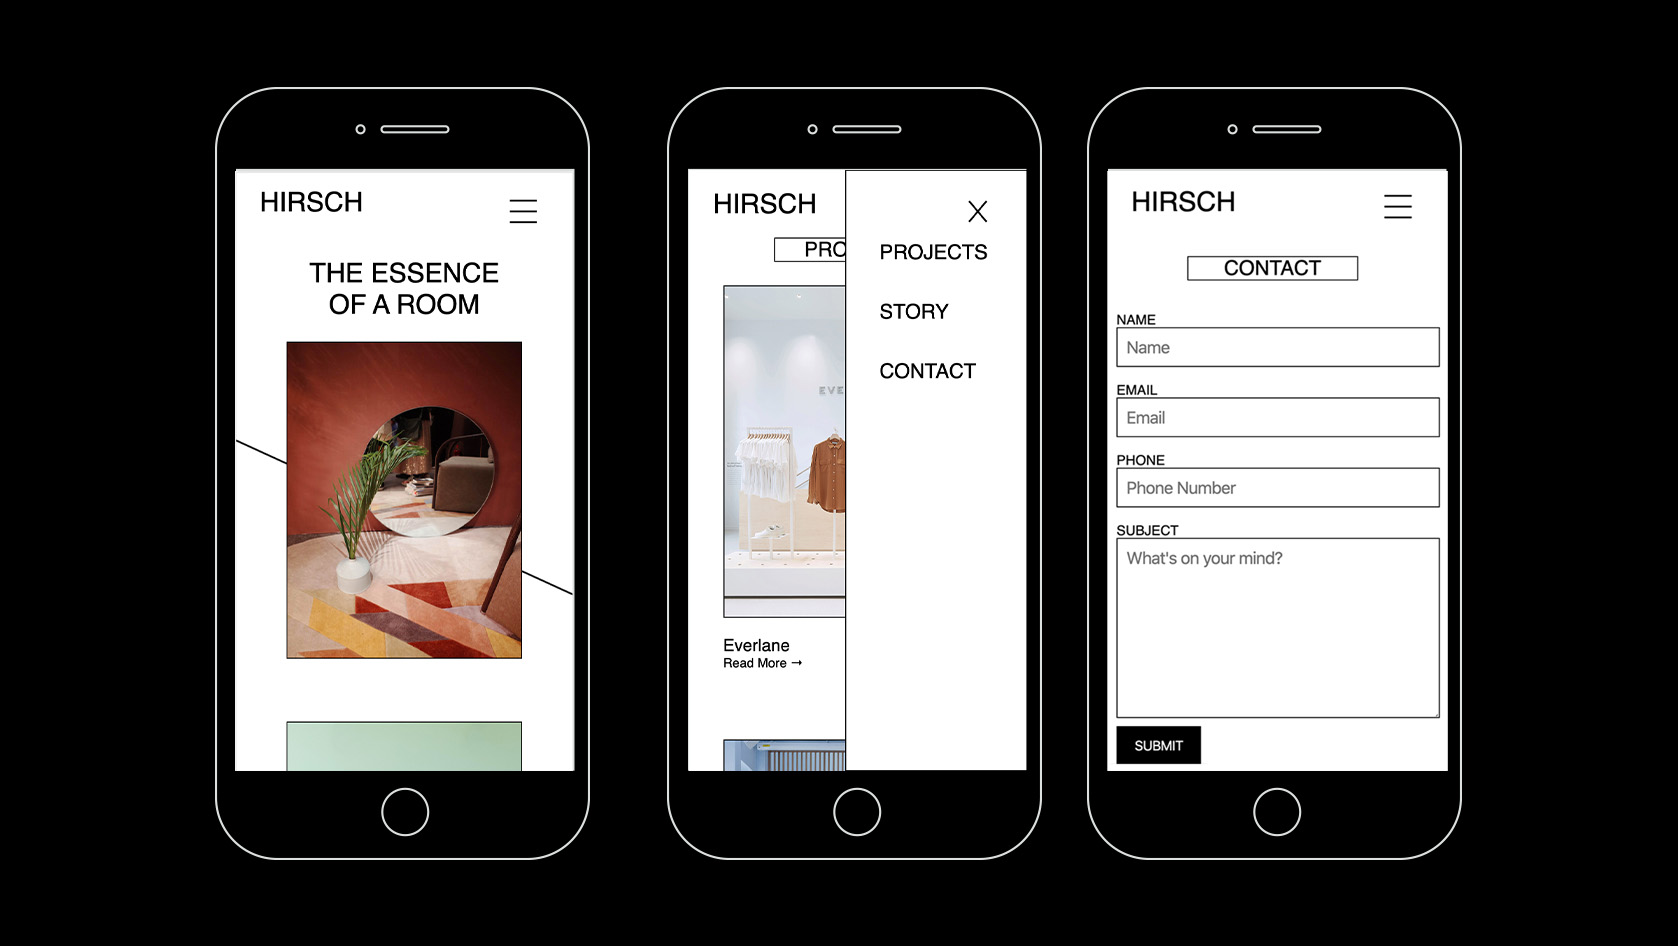 HIRSCH
THE ESSENCE
OF A ROOM
HIRSCH
PRO
EVE
Everlane
Read More →
PROJECTS
STORY
CONTACT
HIRSCH
CONTACT
NAME
Name
EMAIL
Email
PHONE
Phone Number
SUBJECT
What's on your mind?
SUBMIT